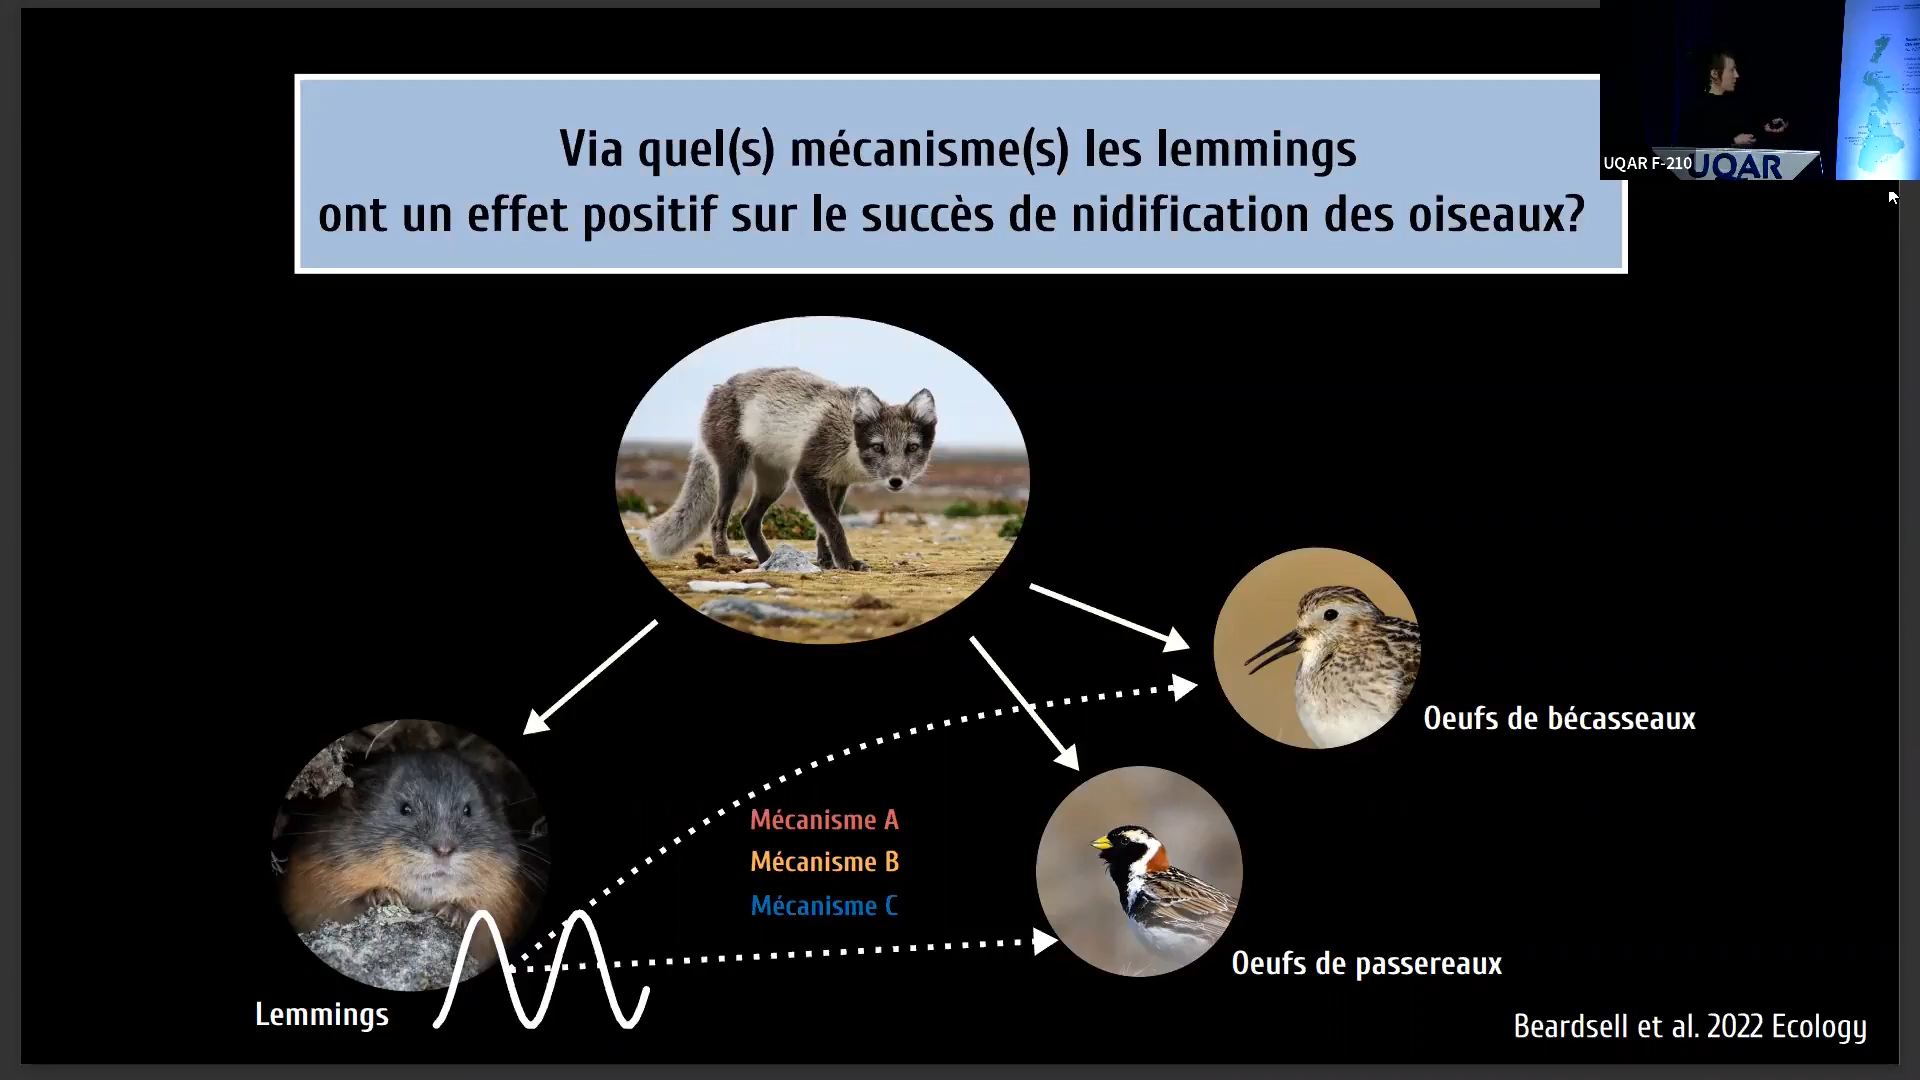 Via quel(s) mécanisme(s) les lemmings
ont un effet positif sur le succès de nidification des oiseaux?
UQAR F-210
UQAR
Oeufs de bécasseaux
Mécanisme A
Mécanisme B
Mécanisme C
Oeufs de passereaux
Lemmings
Beardsell et al. 2022 Ecology